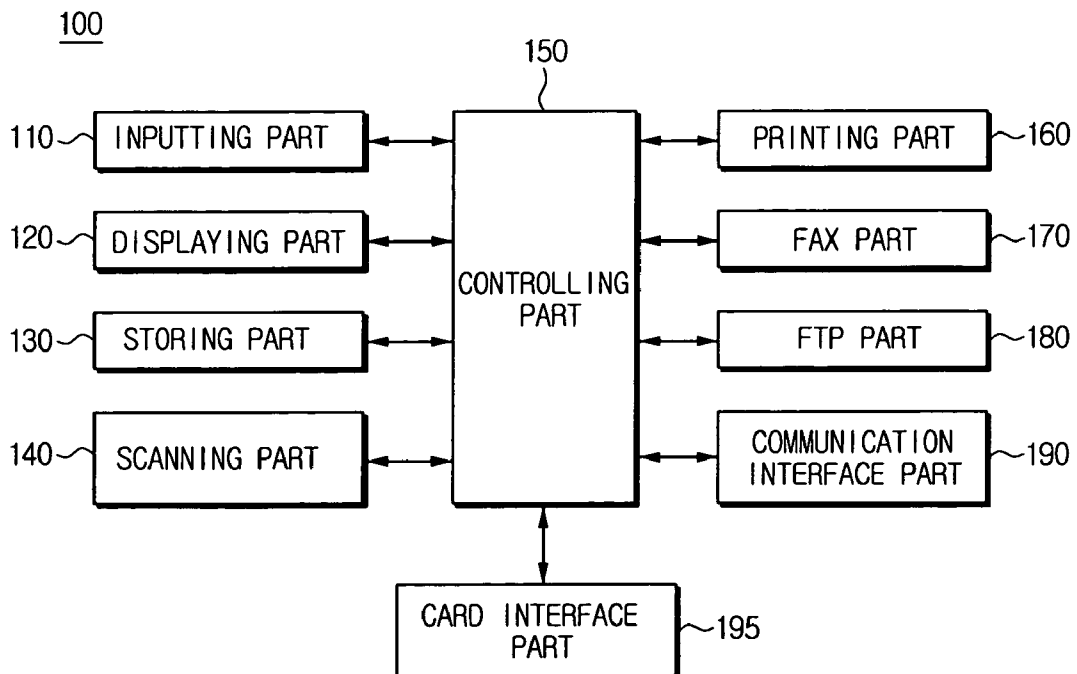 100
150
110
INPUTTING PART
PRINTING PART
160
120
DISPLAYING PART
FAX PART
170
CONTROLLING
PART
130
STORING PART
FTP PART
180
140
SCANNING PART
COMMUNICATION
INTERFACE PART
190
CARD INTERFACE
PART
195